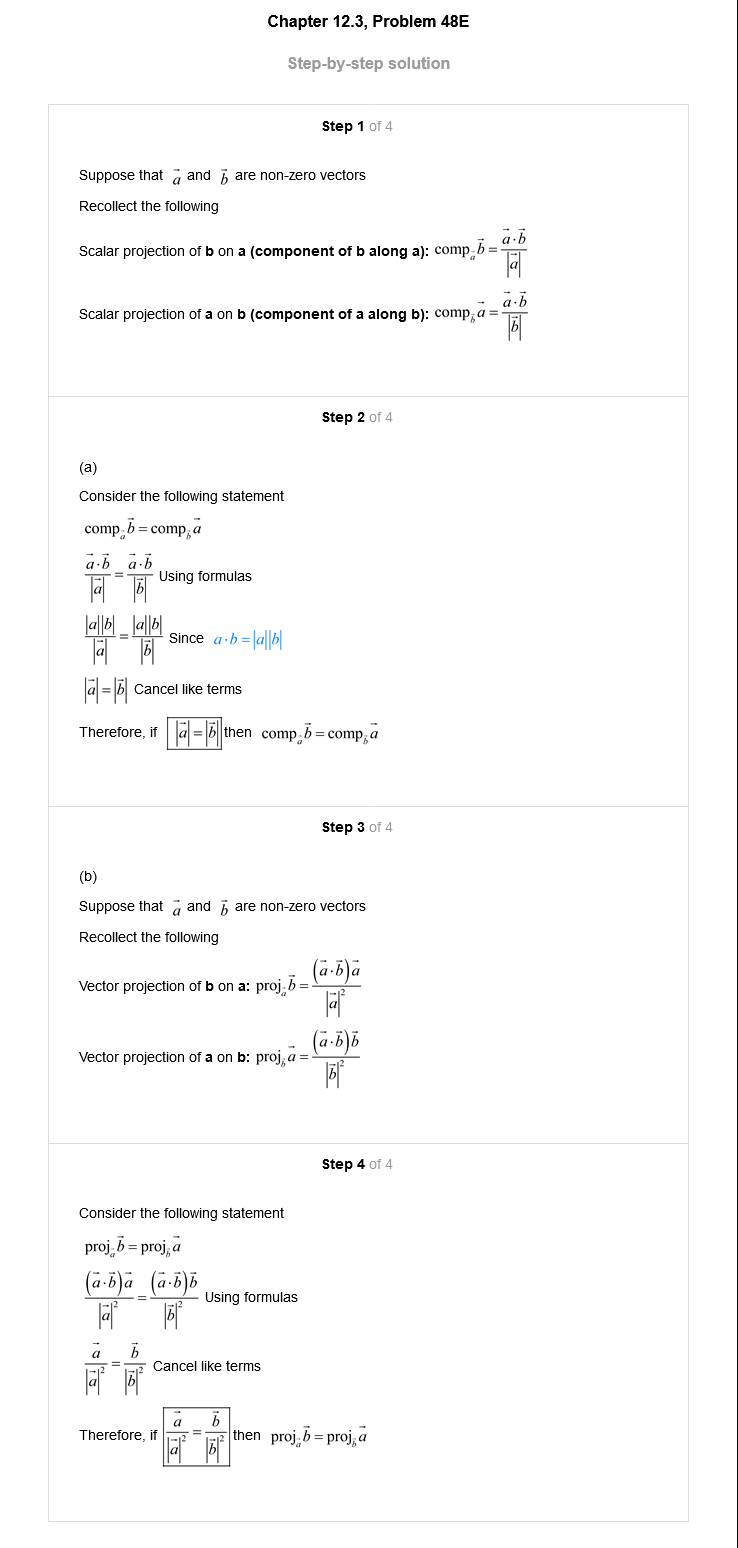 Chapter 12.3, Problem 48E
Step-by-step solution
Step 1 of 4
Suppose that $\vec{a}$ and $\vec{b}$ are non-zero vectors
Recollect the following
Scalar projection of b on a (component of b along a): $\text{comp}_{\vec{a}}\vec{b}=\frac{\vec{a}\cdot\vec{b}}{|\vec{a}|}$
Scalar projection of a on b (component of a along b): $\text{comp}_{\vec{b}}\vec{a}=\frac{\vec{a}\cdot\vec{b}}{|\vec{b}|}$
Step 2 of 4
(a)
Consider the following statement
$\text{comp}_{\vec{a}}\vec{b}=\text{comp}_{\vec{b}}\vec{a}$
$\frac{\vec{a}\cdot\vec{b}}{|\vec{a}|}=\frac{\vec{a}\cdot\vec{b}}{|\vec{b}|}$ Using formulas
$\frac{|a||b|}{|\vec{a}|}=\frac{|a||b|}{|\vec{b}|}$ Since $a\cdot b=|a||b|$
$|\vec{a}|=|\vec{b}|$ Cancel like terms
Therefore, if $|\vec{a}|=|\vec{b}|$ then $\text{comp}_{\vec{a}}\vec{b}=\text{comp}_{\vec{b}}\vec{a}$
Step 3 of 4
(b)
Suppose that $\vec{a}$ and $\vec{b}$ are non-zero vectors
Recollect the following
Vector projection of b on a: $\text{proj}_{\vec{a}}\vec{b}=\frac{(\vec{a}\cdot\vec{b})\vec{a}}{|\vec{a}|^2}$
Vector projection of a on b: $\text{proj}_{\vec{b}}\vec{a}=\frac{(\vec{a}\cdot\vec{b})\vec{b}}{|\vec{b}|^2}$
Step 4 of 4
Consider the following statement
$\text{proj}_{\vec{a}}\vec{b}=\text{proj}_{\vec{b}}\vec{a}$
$\frac{(\vec{a}\cdot\vec{b})\vec{a}}{|\vec{a}|^2}=\frac{(\vec{a}\cdot\vec{b})\vec{b}}{|\vec{b}|^2}$ Using formulas
$\frac{\vec{a}}{|\vec{a}|^2}=\frac{\vec{b}}{|\vec{b}|^2}$ Cancel like terms
Therefore, if $\frac{\vec{a}}{|\vec{a}|^2}=\frac{\vec{b}}{|\vec{b}|^2}$ then $\text{proj}_{\vec{a}}\vec{b}=\text{proj}_{\vec{b}}\vec{a}$